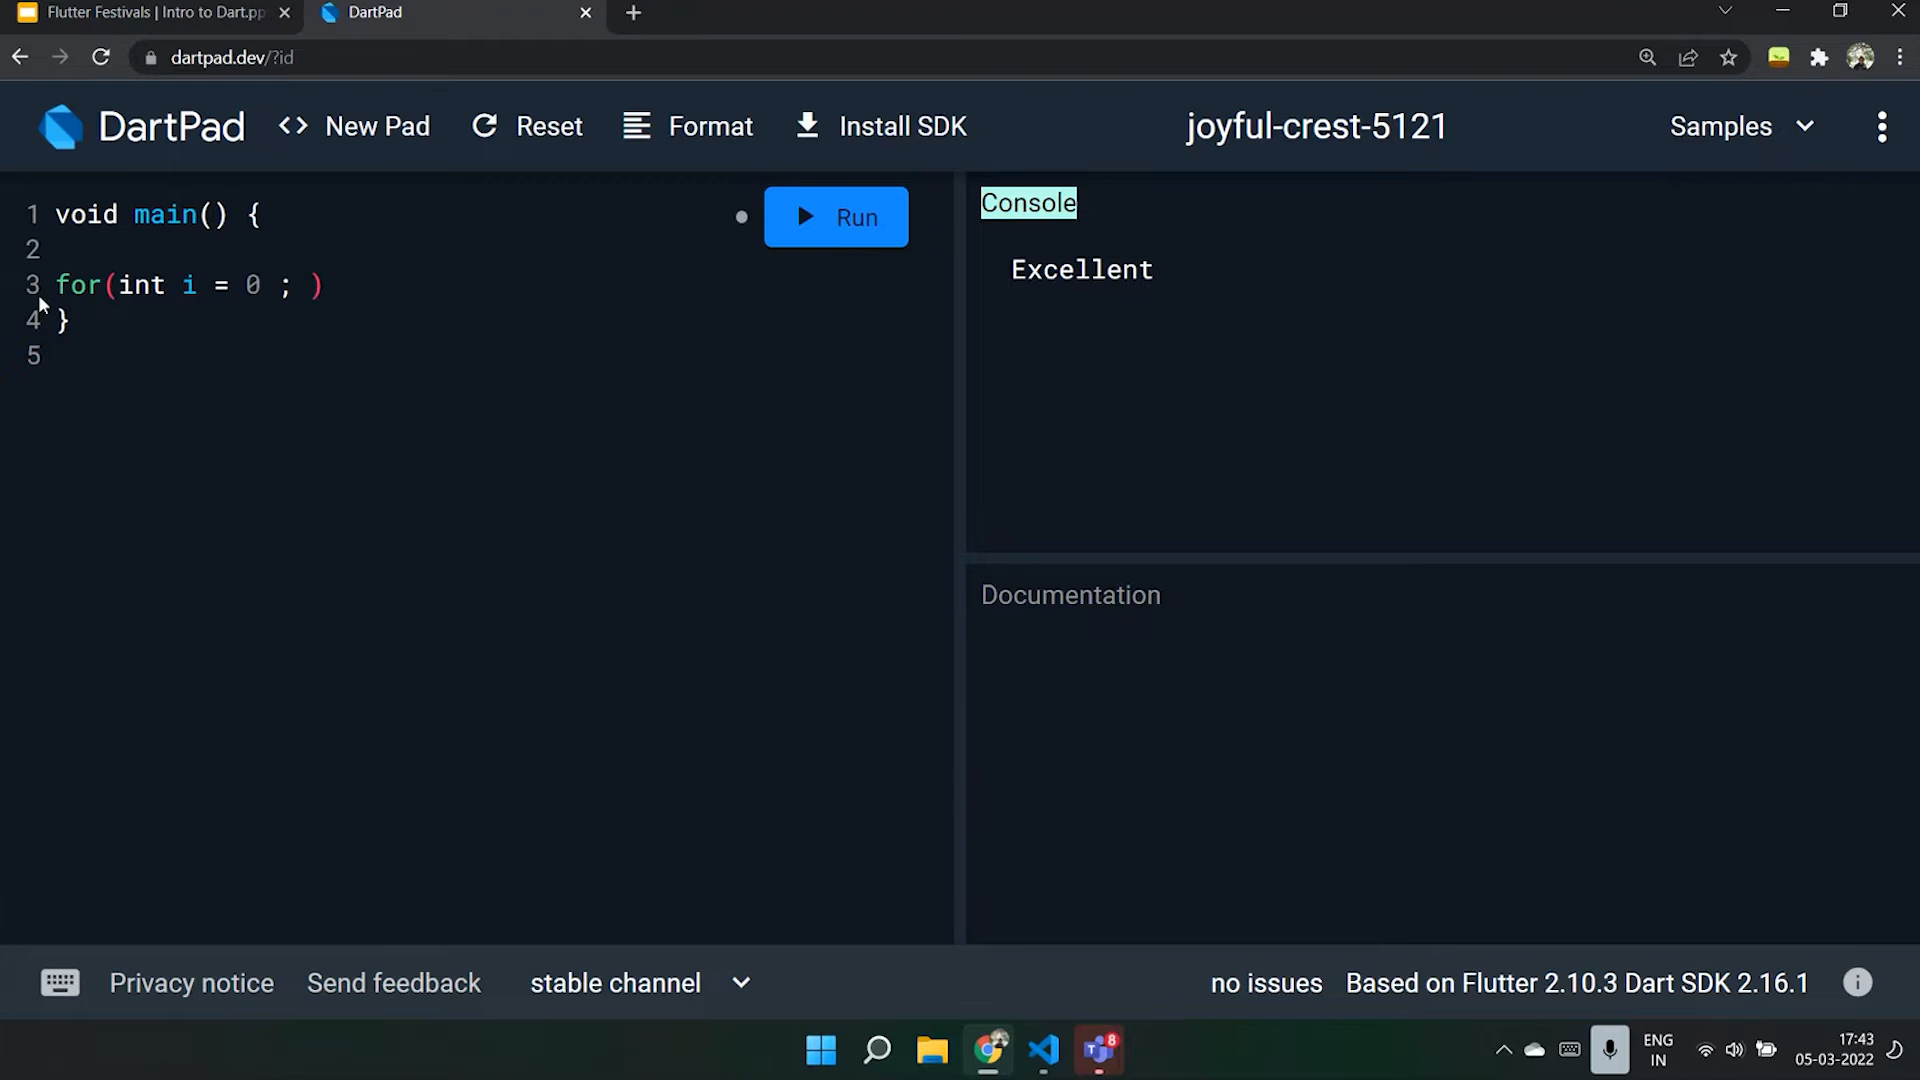 Flutter Festivals | Intro to Dart.pp
DartPad
dartpad.dev/?id
DartPad
<> New Pad
Reset
Format
Install SDK
joyful-crest-5121
Samples
1 void main() {
2
3 for(int i = 0 ; )
4 }
5
Run
Console
Excellent
Documentation
Privacy notice
Send feedback
stable channel
no issues
Based on Flutter 2.10.3 Dart SDK 2.16.1
8
ENG
IN
17:43
05-03-2022